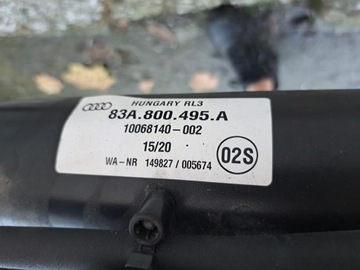 HUNGARY RL3
83A.800.495.A
10068140-002
15/20
02S
WA-NR 149827 / 005674